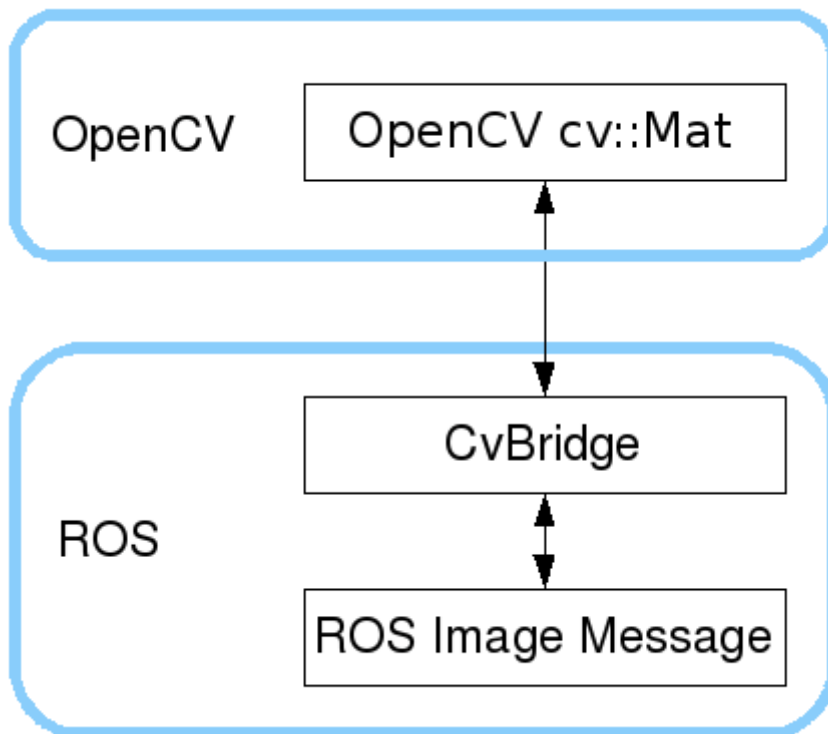 OpenCV
OpenCV cv::Mat
CvBridge
ROS
ROS Image Message